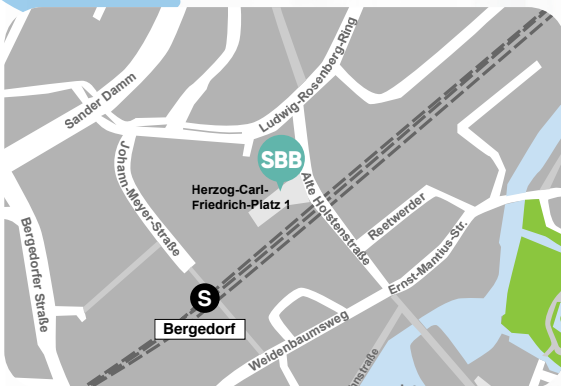 Sander Damm
Ludwig-Rosenberg-Ring
Johann-Meyer-Straße
SBB
Herzog-Carl-
Friedrich-Platz 1
Alte Holstenstraße
Reetwerder
Bergedorfer Straße
Ernst-Mantius-Str.
S
Bergedorf
Weidenbaumsweg